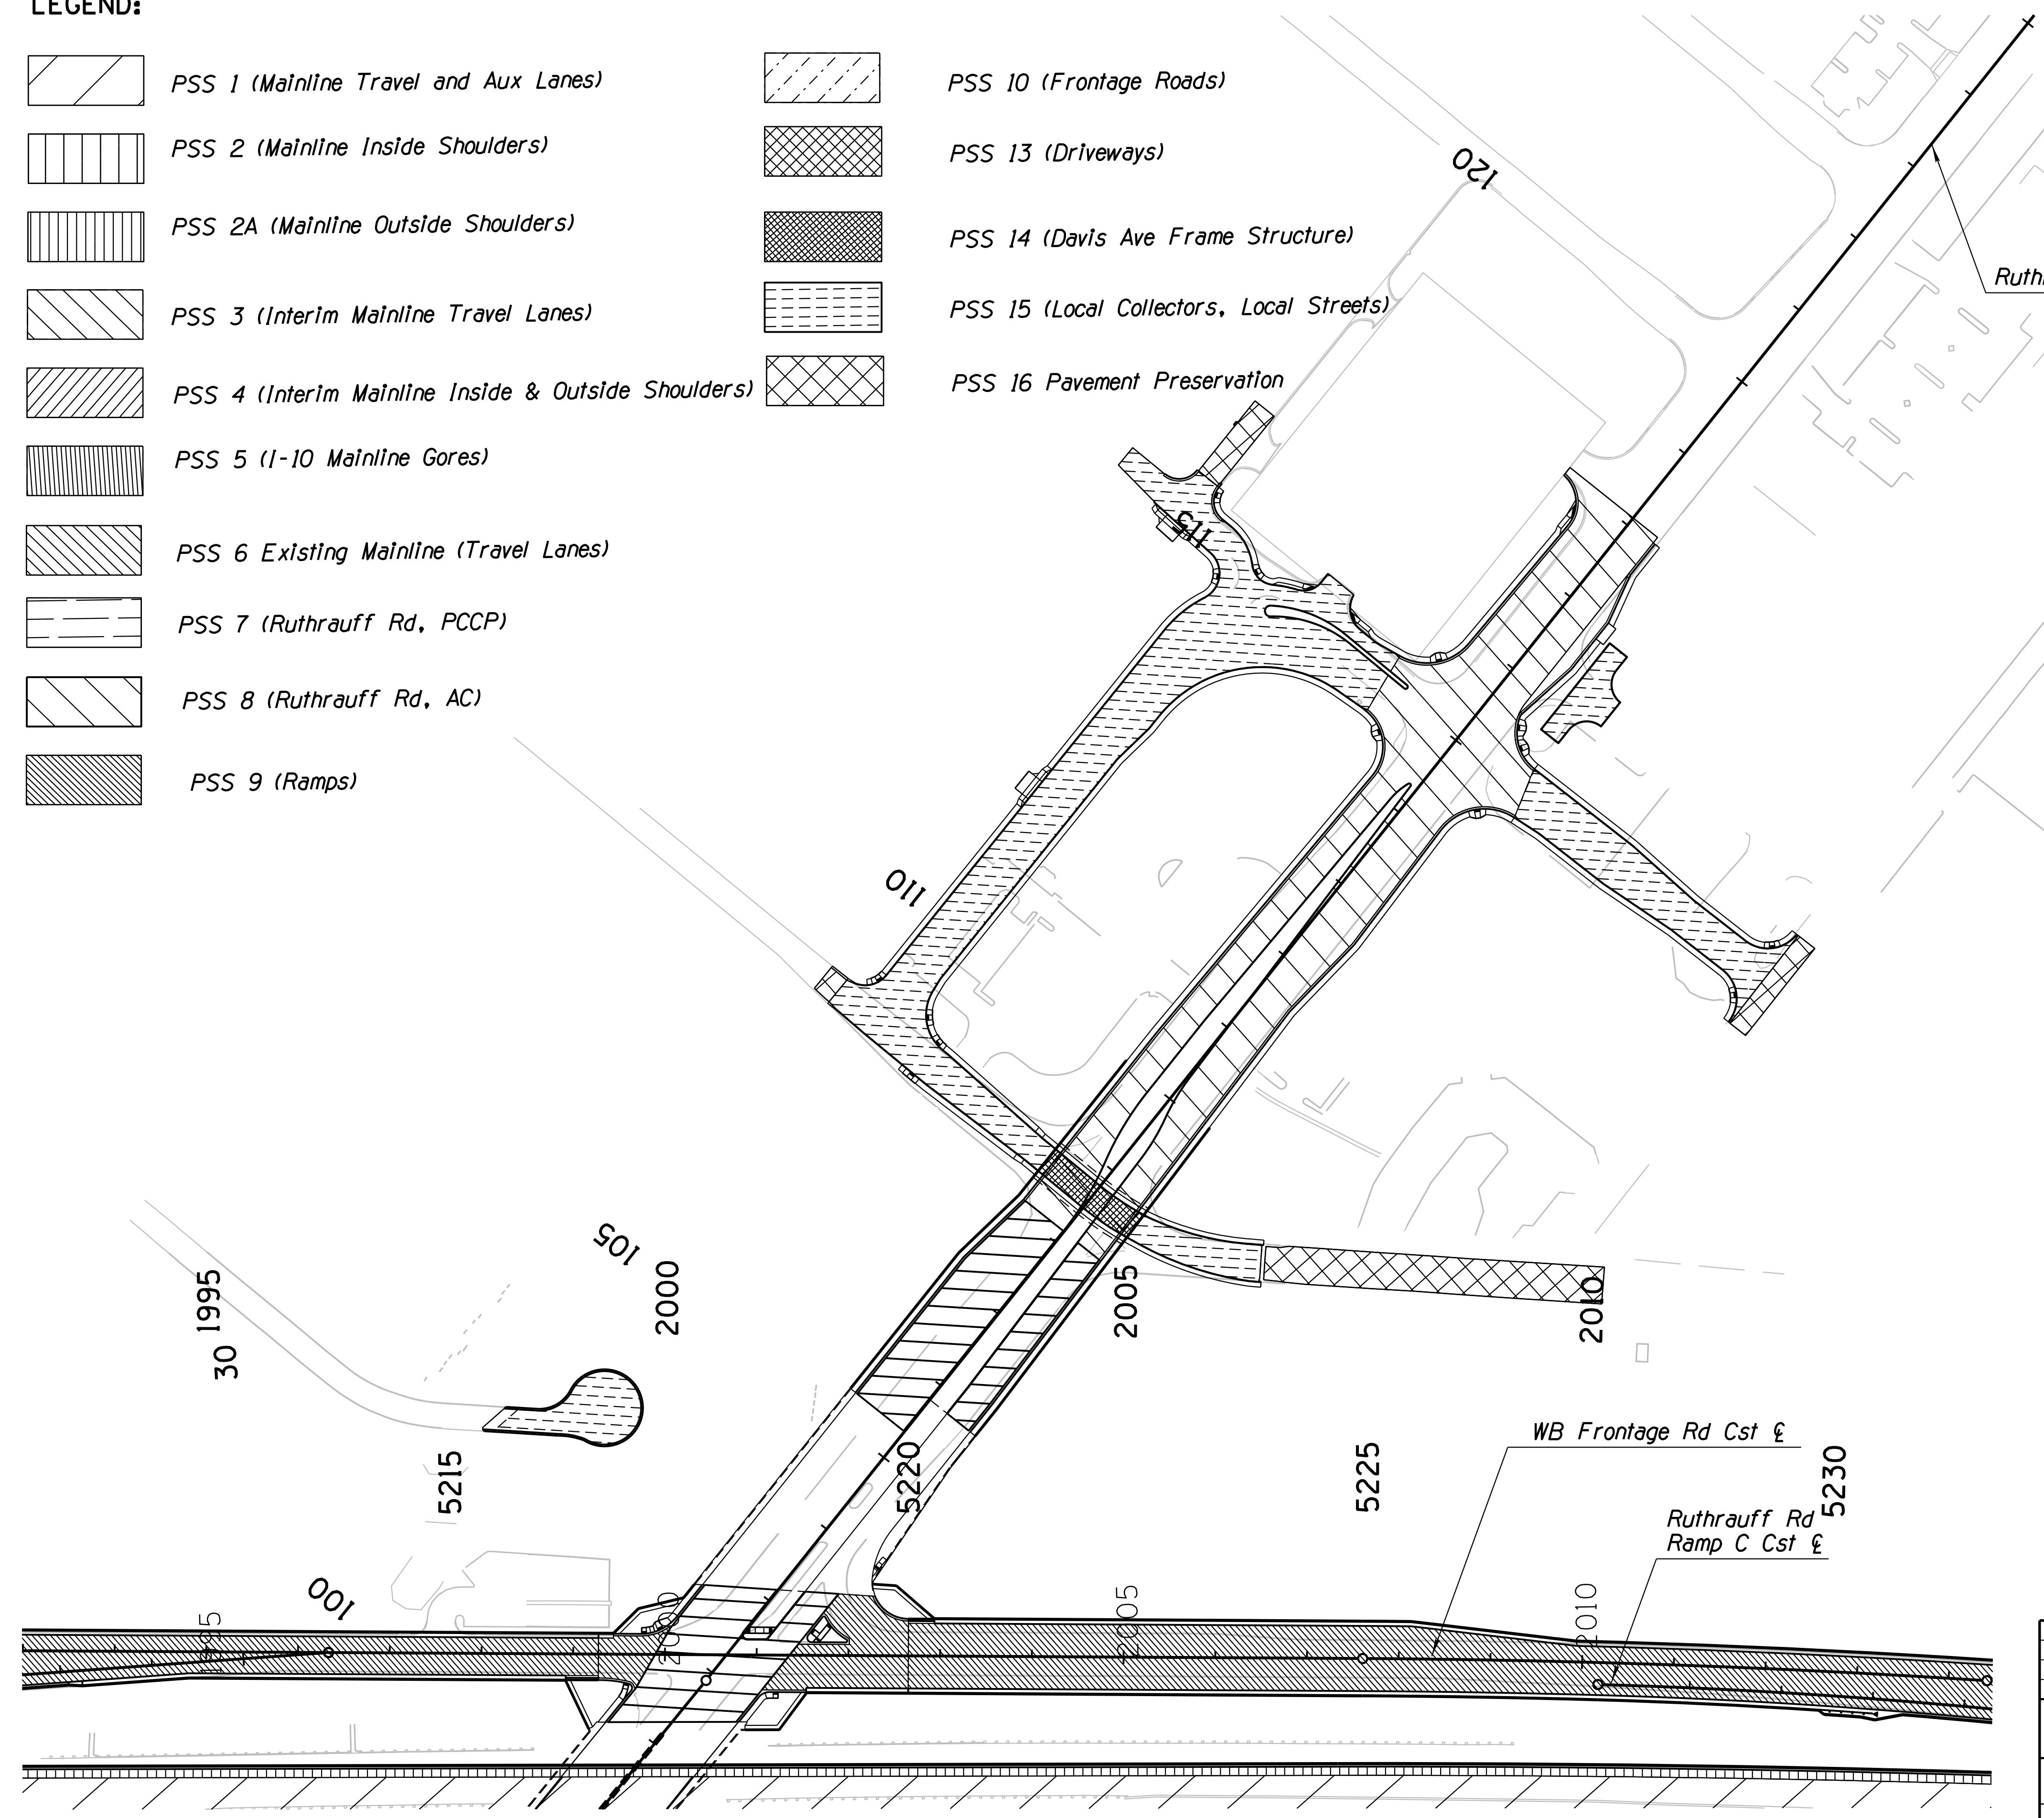 LEGEND:
PSS 1 (Mainline Travel and Aux Lanes)
PSS 2 (Mainline Inside Shoulders)
PSS 2A (Mainline Outside Shoulders)
PSS 3 (Interim Mainline Travel Lanes)
PSS 4 (Interim Mainline Inside & Outside Shoulders)
PSS 5 (I-10 Mainline Gores)
PSS 6 Existing Mainline (Travel Lanes)
PSS 7 (Ruthrauff Rd, PCCP)
PSS 8 (Ruthrauff Rd, AC)
PSS 9 (Ramps)
PSS 10 (Frontage Roads)
PSS 13 (Driveways)
PSS 14 (Davis Ave Frame Structure)
PSS 15 (Local Collectors, Local Streets)
PSS 16 Pavement Preservation
120
Ruth
115
110
105
1995
30
2000
2005
2010
5215
5220
5225
5230
WB Frontage Rd Cst ℄
Ruthrauff Rd
Ramp C Cst ℄
100
1995
2000
2005
2010